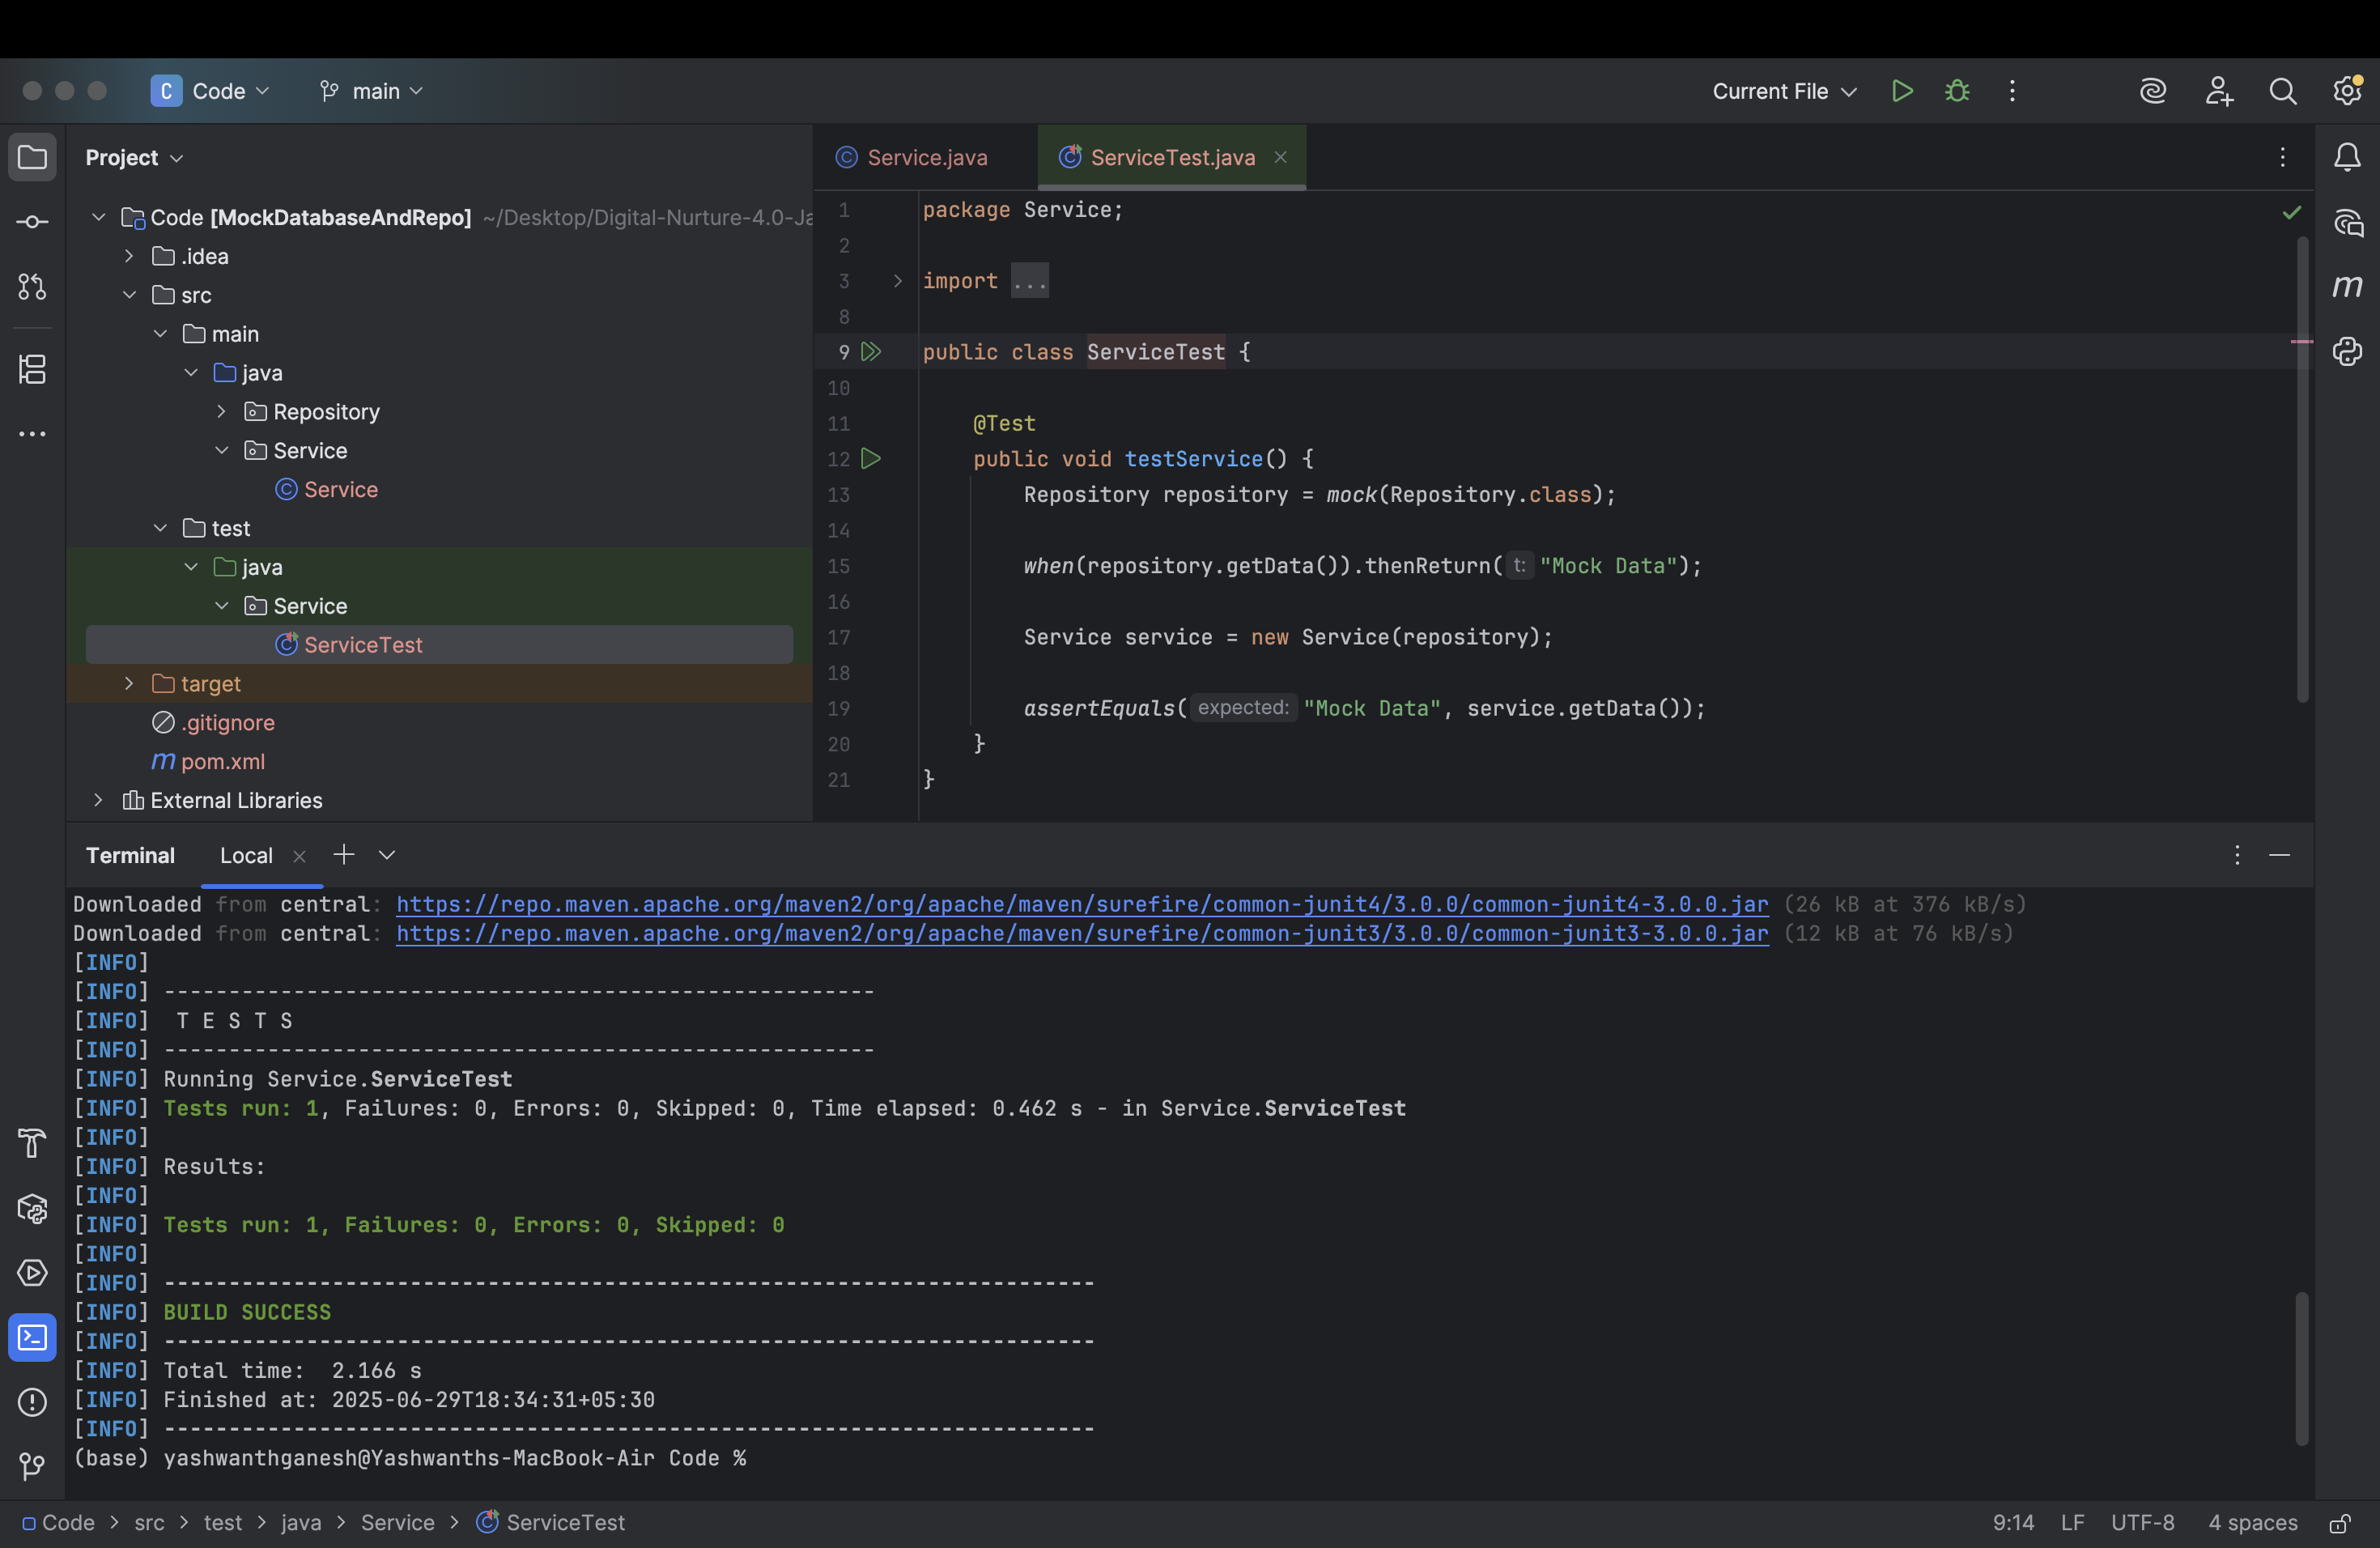 C Code main Current File
Project
Code [MockDatabaseAndRepo] ~/Desktop/Digital-Nurture-4.0-Ja
.idea
src
main
java
Repository
Service
Service
test
java
Service
ServiceTest
target
.gitignore
m pom.xml
External Libraries
Service.java ServiceTest.java
1 package Service;
2
3 import ...
8
9 public class ServiceTest {
10
11 @Test
12 public void testService() {
13 Repository repository = mock(Repository.class);
14
15 when(repository.getData()).thenReturn( t: "Mock Data");
16
17 Service service = new Service(repository);
18
19 assertEquals( expected: "Mock Data", service.getData());
20 }
21 }
m
Terminal Local
Downloaded from central: https://repo.maven.apache.org/maven2/org/apache/maven/surefire/common-junit4/3.0.0/common-junit4-3.0.0.jar (26 kB at 376 kB/s)
Downloaded from central: https://repo.maven.apache.org/maven2/org/apache/maven/surefire/common-junit3/3.0.0/common-junit3-3.0.0.jar (12 kB at 76 kB/s)
[INFO]
[INFO] -------------------------------------------------------
[INFO]  T E S T S
[INFO] -------------------------------------------------------
[INFO] Running Service.ServiceTest
[INFO] Tests run: 1, Failures: 0, Errors: 0, Skipped: 0, Time elapsed: 0.462 s - in Service.ServiceTest
[INFO]
[INFO] Results:
[INFO]
[INFO] Tests run: 1, Failures: 0, Errors: 0, Skipped: 0
[INFO]
[INFO] ------------------------------------------------------------------------
[INFO] BUILD SUCCESS
[INFO] ------------------------------------------------------------------------
[INFO] Total time:  2.166 s
[INFO] Finished at: 2025-06-29T18:34:31+05:30
[INFO] ------------------------------------------------------------------------
(base) yashwanthganesh@Yashwanths-MacBook-Air Code %
Code > src > test > java > Service > ServiceTest 9:14 LF UTF-8 4 spaces